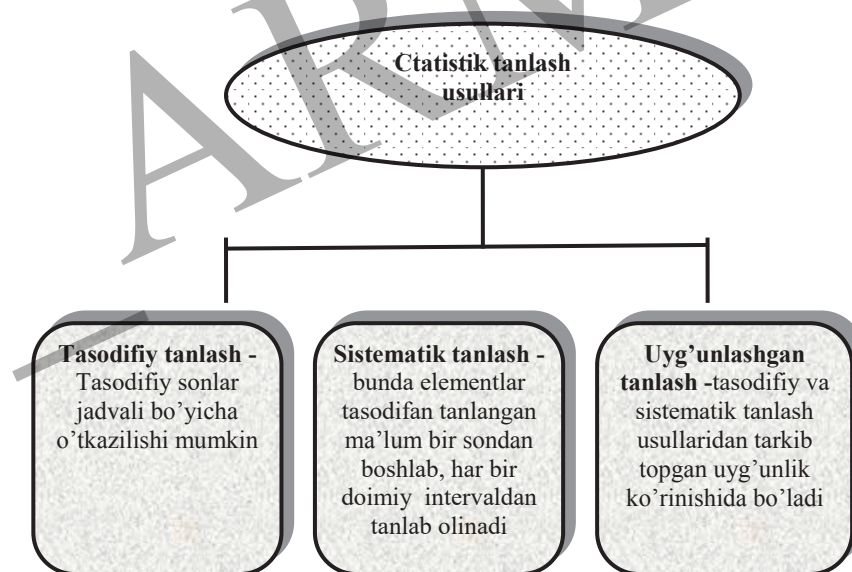 Ctatistik tanlash
usullari
Tasodifiy tanlash -
Tasodifiy sonlar
jadvali bo’yicha
o’tkazilishi mumkin
Sistematik tanlash -
bunda elementlar
tasodifan tanlangan
ma’lum bir sondan
boshlab, har bir
doimiy intervaldan
tanlab olinadi
Uyg’unlashgan
tanlash -tasodifiy va
sistematik tanlash
usullaridan tarkib
topgan uyg’unlik
ko’rinishida bo’ladi